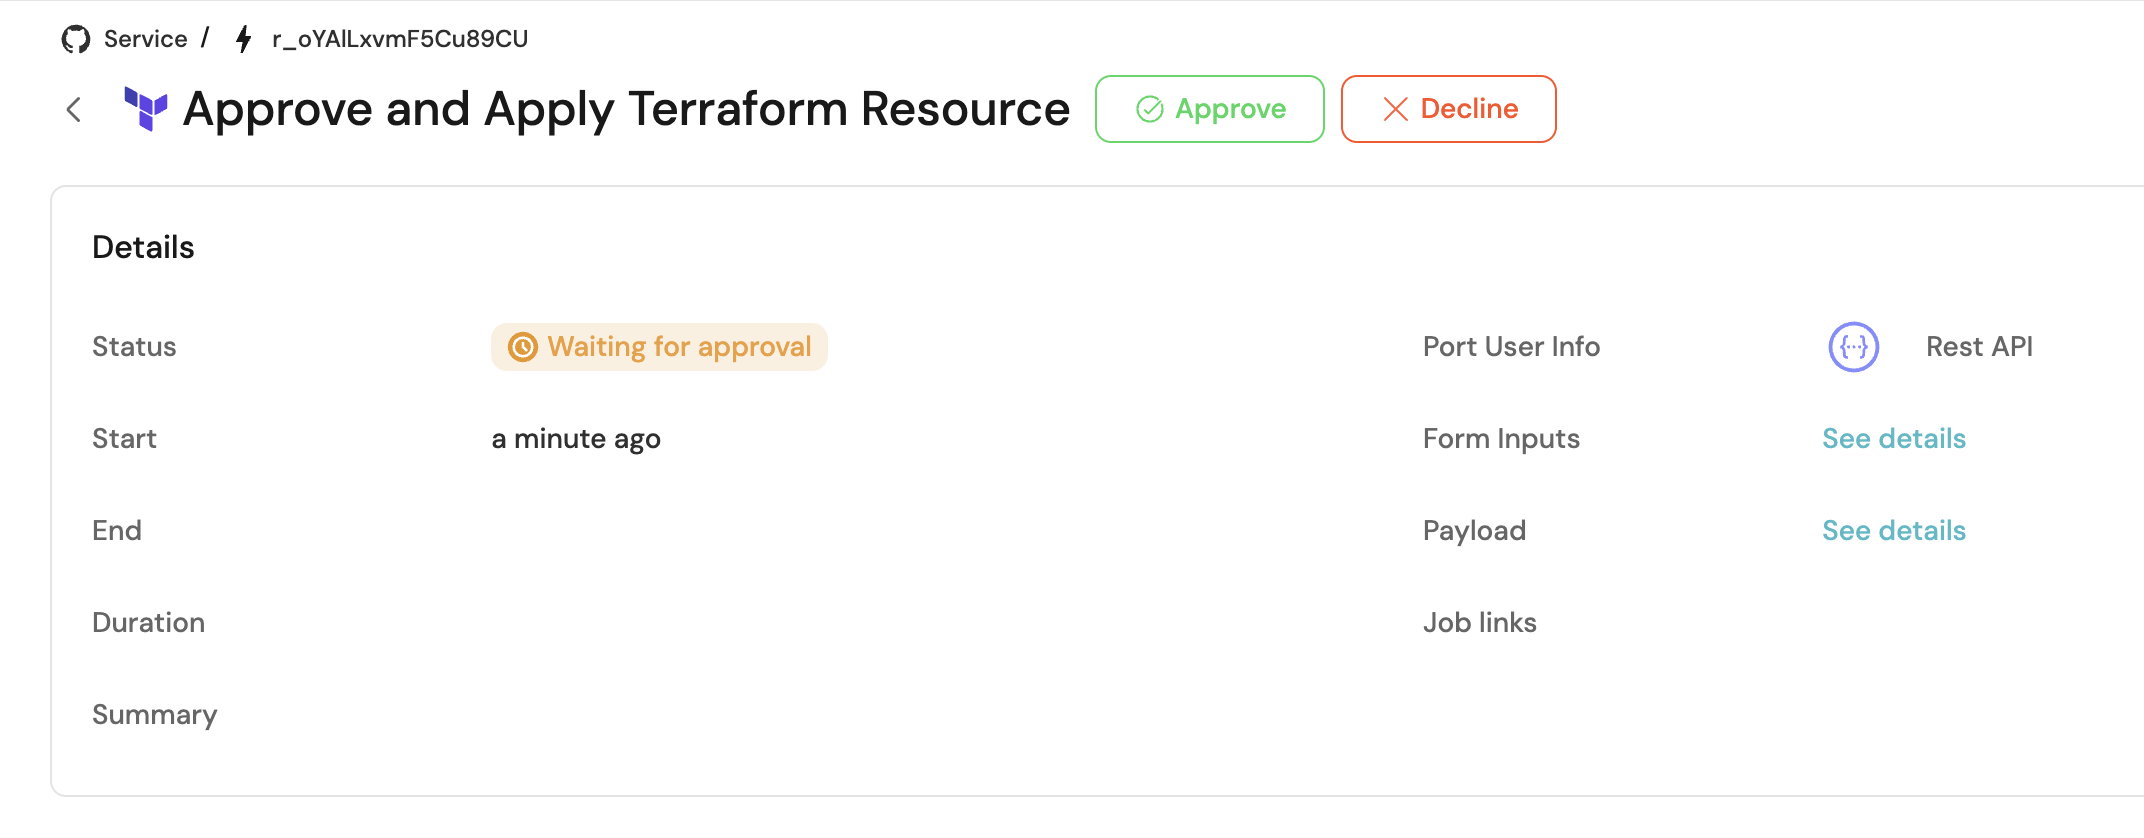 Service / r_oYAlLxvmF5Cu89CU
Approve and Apply Terraform Resource Approve Decline
Details
Status Waiting for approval Port User Info Rest API
Start a minute ago Form Inputs See details
End Payload See details
Duration Job links
Summary